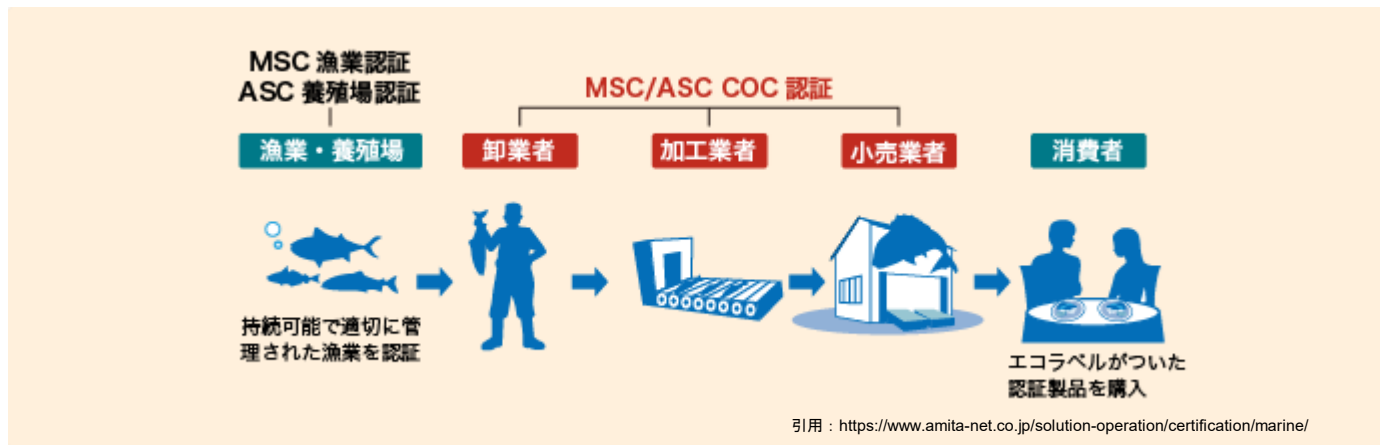 MSC 漁業認証
ASC 養殖場認証
MSC/ASC COC 認証
漁業・養殖場
卸業者
加工業者
小売業者
消費者
持続可能で適切に管
理された漁業を認証
エコラベルがついた
認証製品を購入
引用：https://www.amita-net.co.jp/solution-operation/certification/marine/